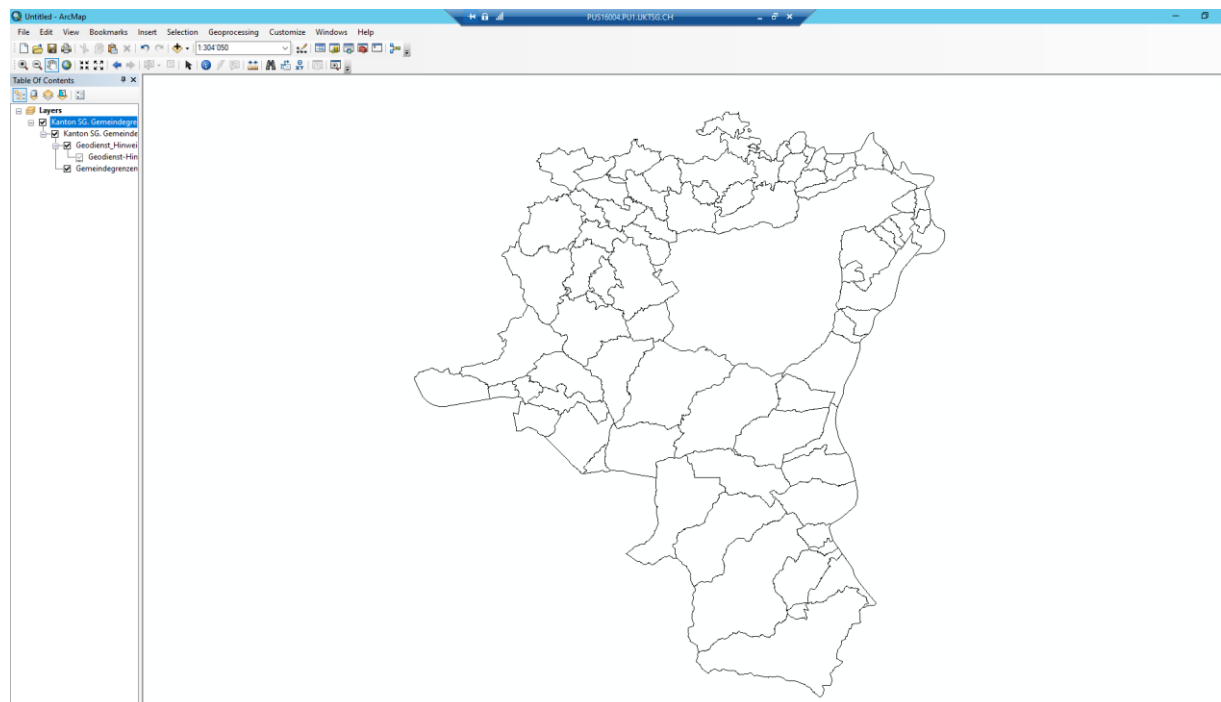 Untitled - ArcMap
PUS16004.PU1.UKTSG.CH
File Edit View Bookmarks Insert Selection Geoprocessing Customize Windows Help
1:304'050
Table Of Contents
Layers
Kanton SG. Gemeindegre
Kanton SG. Gemeinde
Geodienst_Hinwei
Geodienst-Hin
Gemeindegrenzen